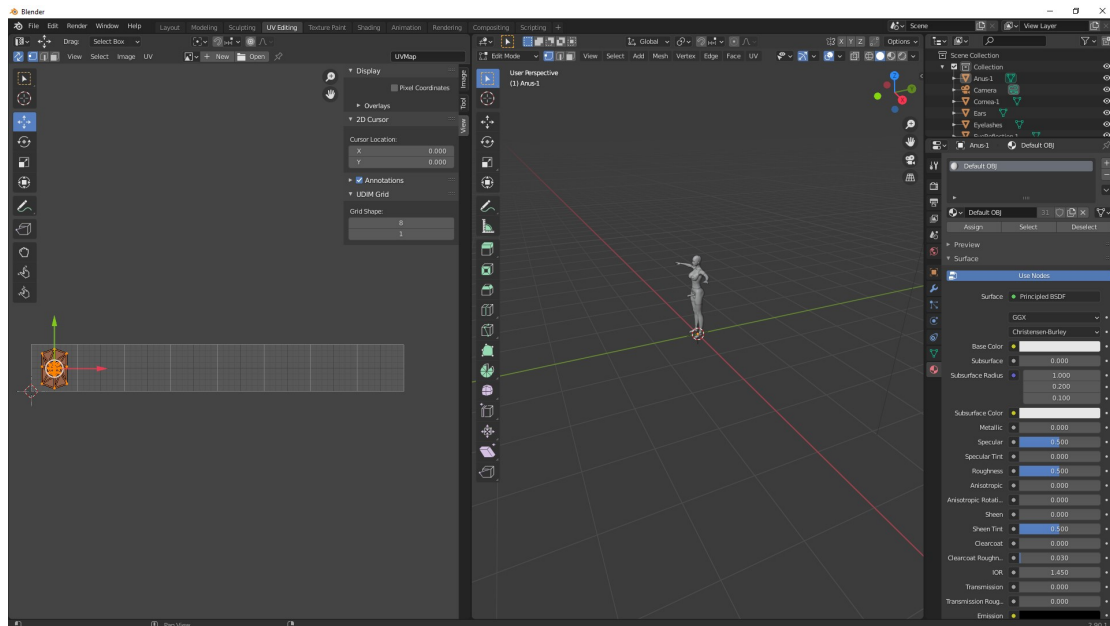 Blender
File Edit Render Window Help Layout Modeling Sculpting UV Editing Texture Paint Shading Animation Rendering Compositing Scripting + Scene View Layer
Drag: Select Box Global Options
View Select Image UV + New Open UVMap Edit Mode View Select Add Mesh Vertex Edge Face UV
X Y Z
User Perspective
(1) Anus-1
Display
Pixel Coordinates
Overlays
2D Cursor
Cursor Location:
X 0.000
Y 0.000
Annotations
UDIM Grid
Grid Shape:
8
1
Image
Tool
View
Scene Collection
Collection
Anus-1
Camera
Cornea-1
Ears
Eyelashes
EyeReflection-1
Anus-1 Default OBJ
Default OBJ
Default OBJ 31
Assign Select Deselect
Preview
Surface
Use Nodes
Surface Principled BSDF
GGX
Christensen-Burley
Base Color
Subsurface 0.000
Subsurface Radius 1.000
0.200
0.100
Subsurface Color
Metallic 0.000
Specular 0.500
Specular Tint 0.000
Roughness 0.500
Anisotropic 0.000
Anisotropic Rotati.. 0.000
Sheen 0.000
Sheen Tint 0.500
Clearcoat 0.000
Clearcoat Roughn.. 0.030
IOR 1.450
Transmission 0.000
Transmission Roug.. 0.000
Emission
Pan View
2.90.1